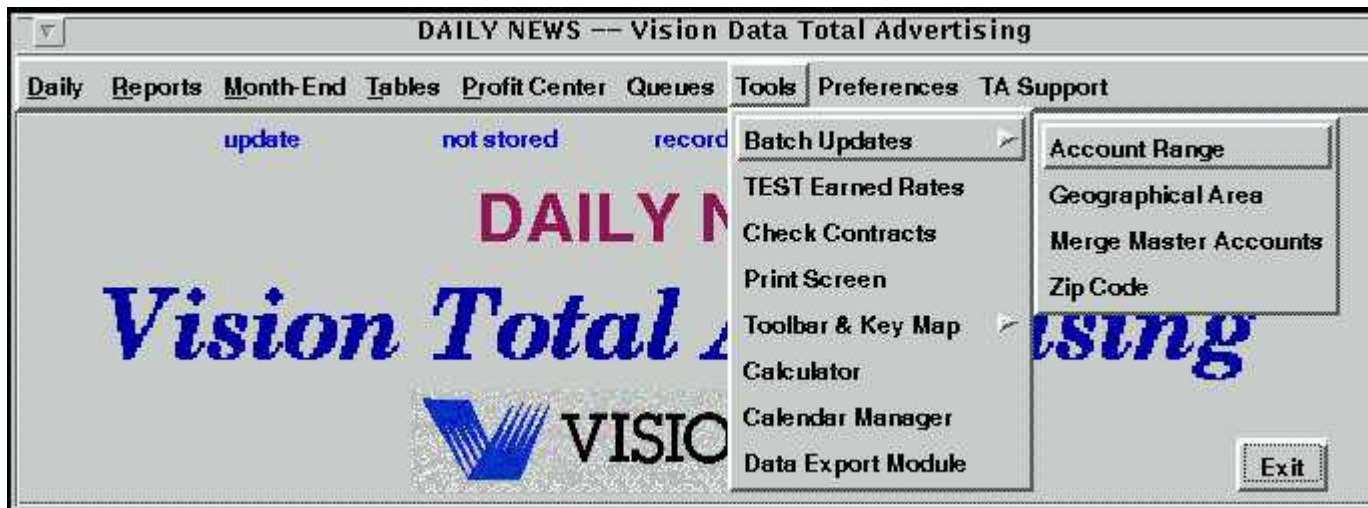 DAILY NEWS -- Vision Data Total Advertising
Daily Reports Month-End Tables Profit Center Queues Tools Preferences TA Support
update not stored record
Batch Updates
Account Range
TEST Earned Rates
Geographical Area
Check Contracts
Merge Master Accounts
Print Screen
Zip Code
DAILY N
Toolbar & Key Map
Vision Total A ising
Calculator
Calendar Manager
VISIO
Data Export Module
Exit